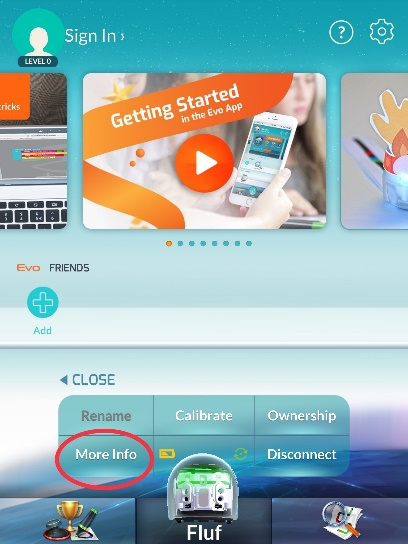 Sign In ›
LEVEL 0
?
tricks
Getting Started
in the Evo App
Evo FRIENDS
Add
CLOSE
Rename Calibrate Ownership
More Info Disconnect
Fluf